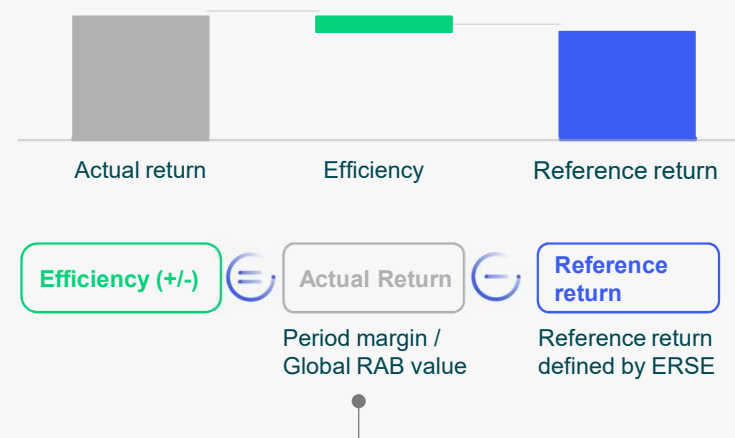 Actual return
Efficiency
Reference return
Efficiency (+/-)
=
Actual Return
−
Reference
return
Period margin /
Global RAB value
Reference return
defined by ERSE